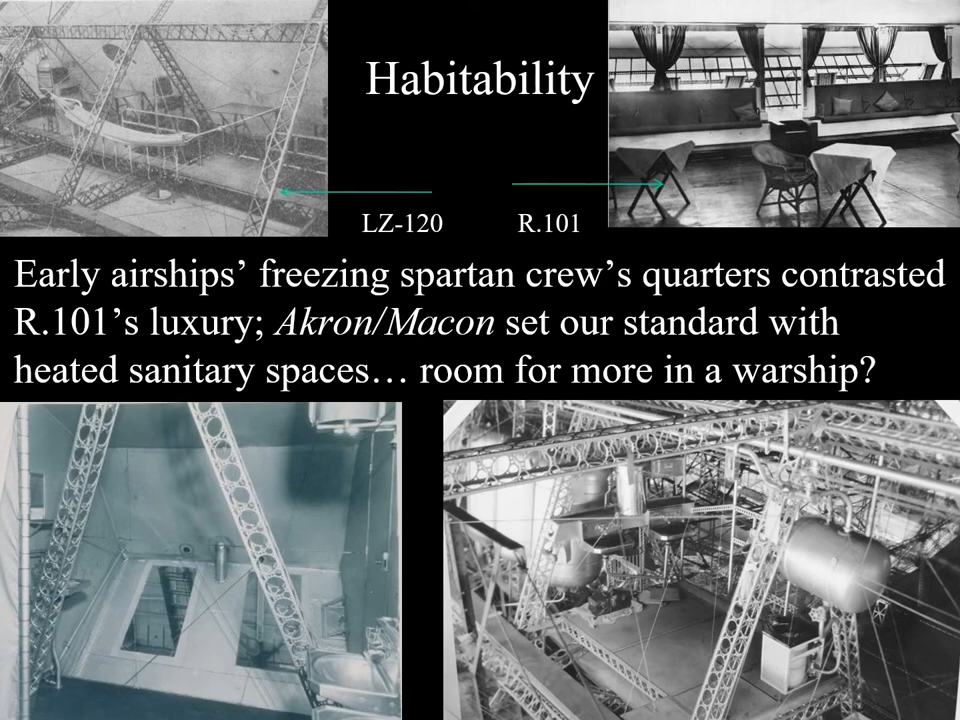 Habitability
LZ-120
R.101
Early airships’ freezing spartan crew’s quarters contrasted
R.101’s luxury; Akron/Macon set our standard with
heated sanitary spaces… room for more in a warship?